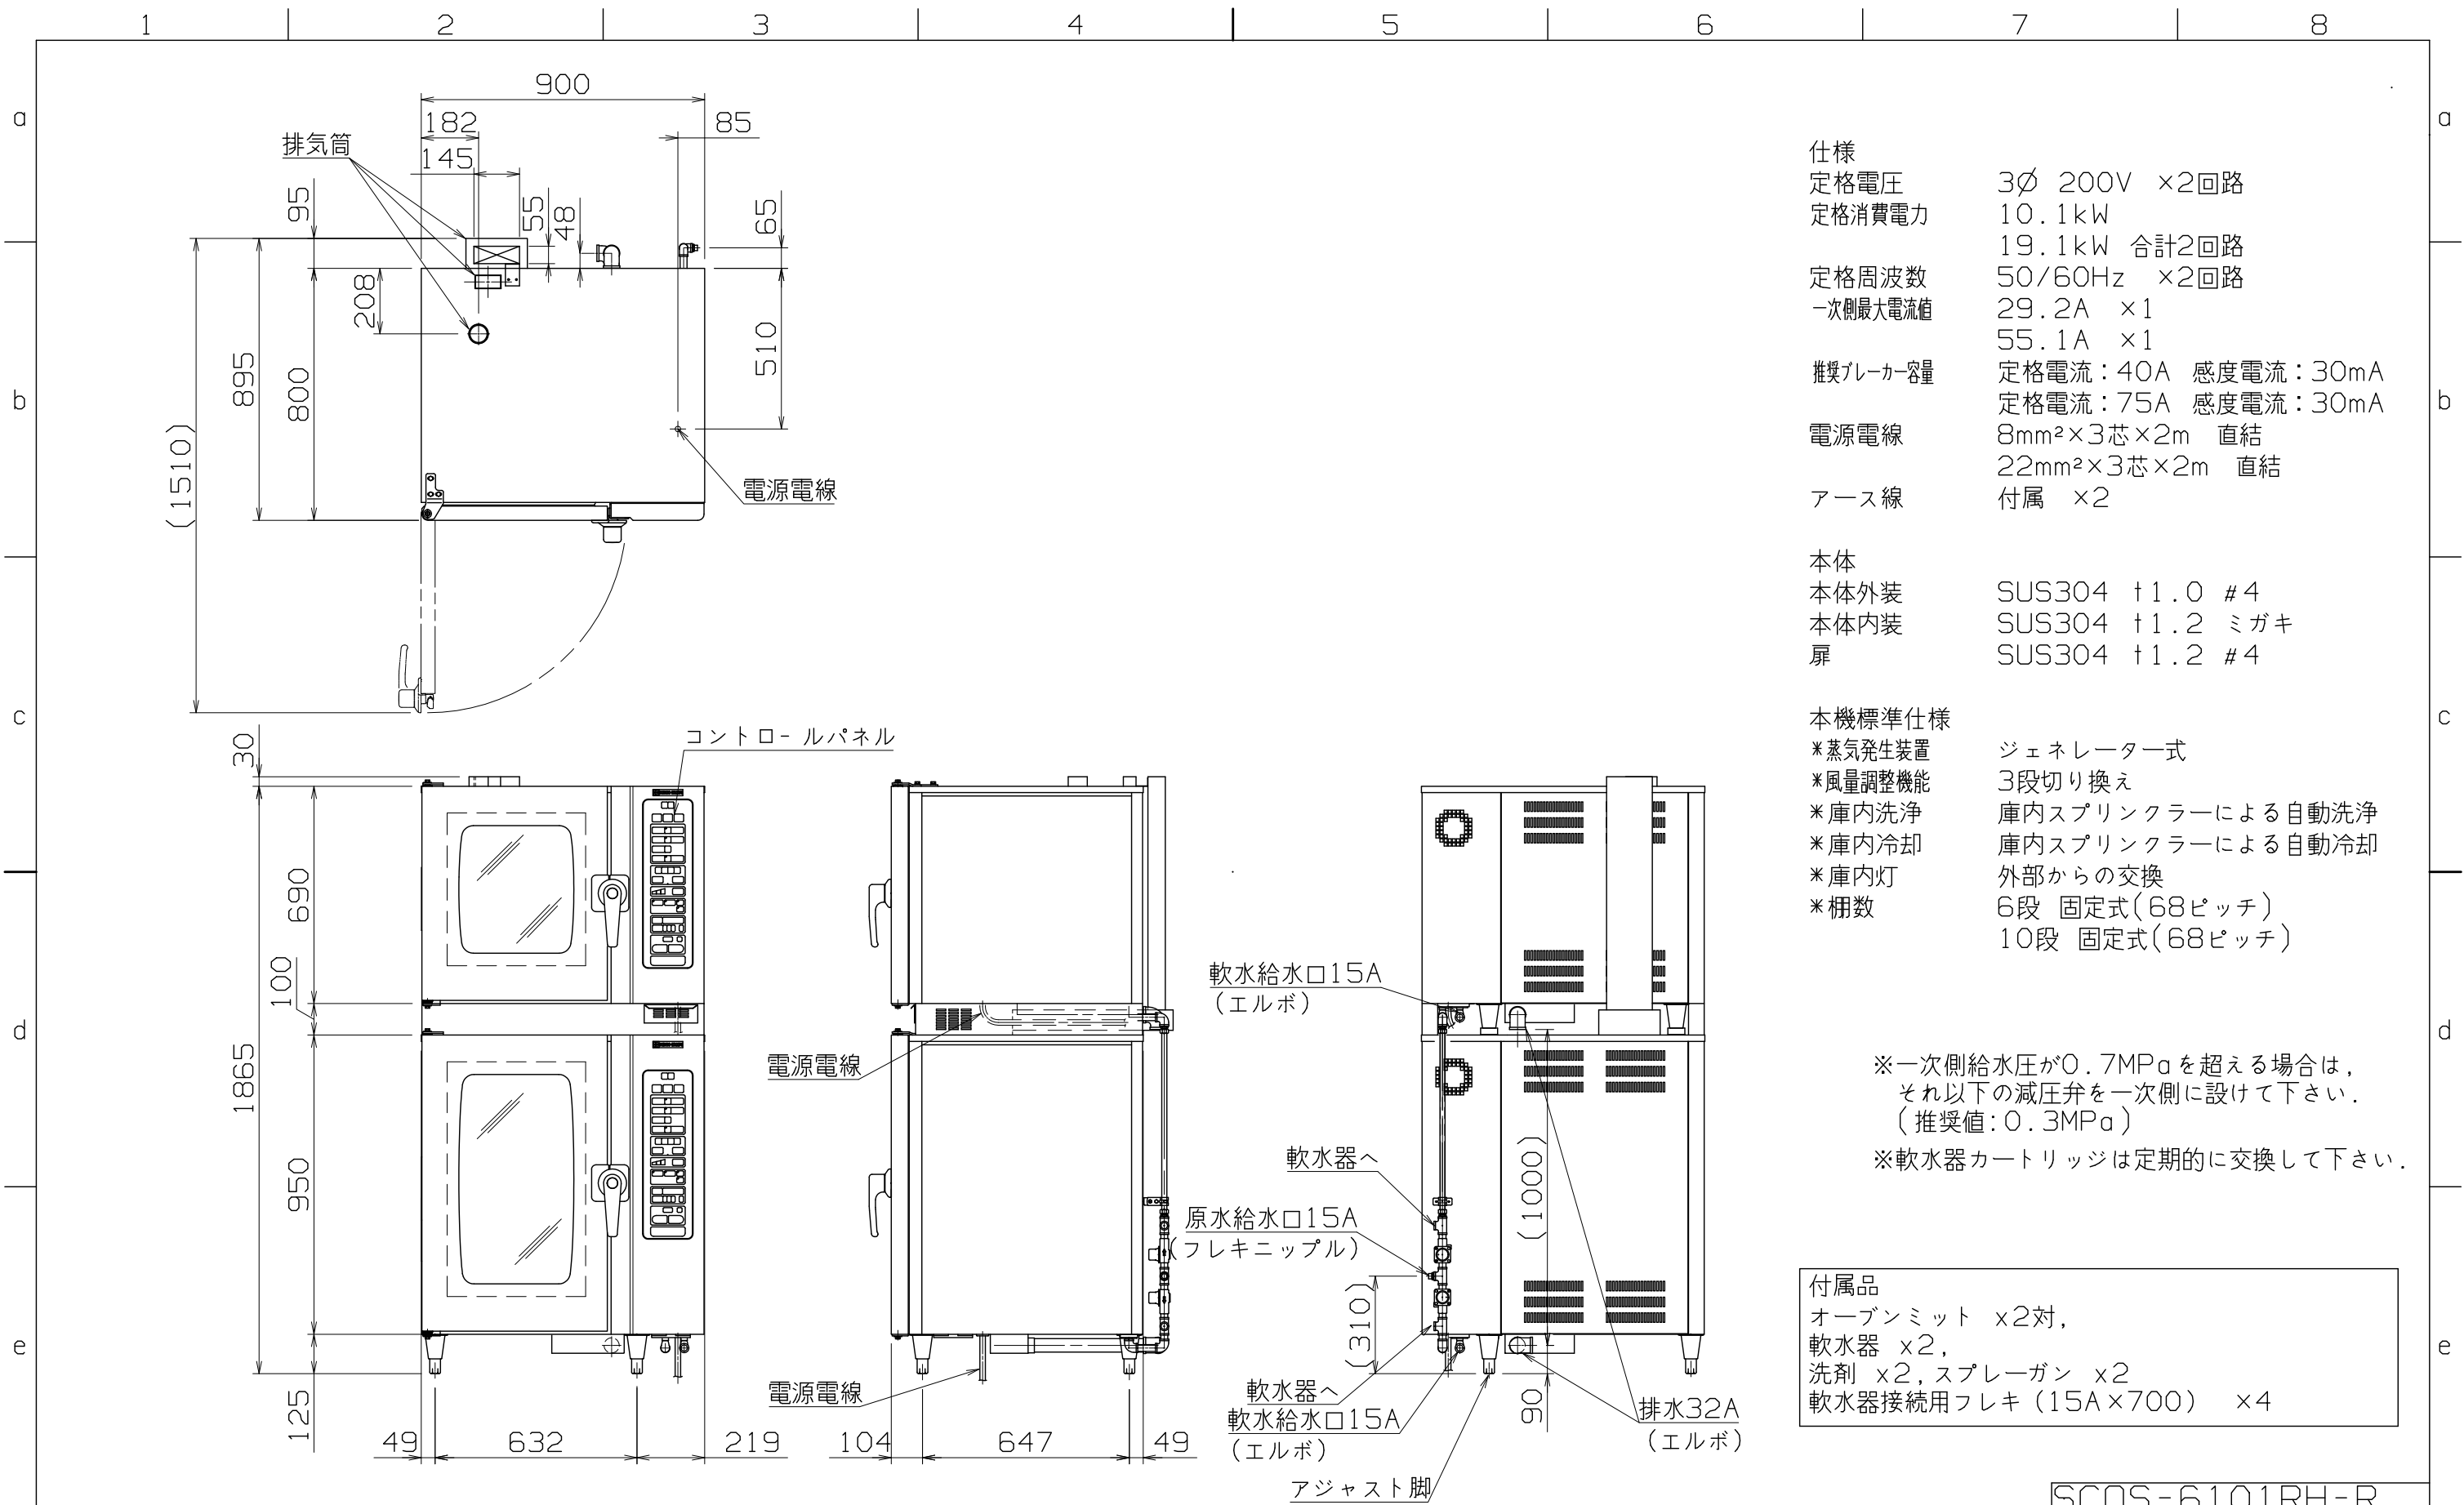 1 2 3 4 5 6 7 8
a a
b b
c c
d d
e e
900
182
85
排気筒
145
95
55
48
65
208
895
800
510
(1510)
電源電線
仕様
定格電圧 3Ø 200V ×2回路
定格消費電力 10.1kW
19.1kW 合計2回路
定格周波数 50/60Hz ×2回路
一次側最大電流値 29.2A ×1
55.1A ×1
推奨ブレーカー容量 定格電流:40A 感度電流:30mA
定格電流:75A 感度電流:30mA
電源電線 8mm²×3芯×2m 直結
22mm²×3芯×2m 直結
アース線 付属 ×2
本体
本体外装 SUS304 t1.0 #4
本体内装 SUS304 t1.2 ミガキ
扉 SUS304 t1.2 #4
本機標準仕様
*蒸気発生装置 ジェネレーター式
*風量調整機能 3段切り換え
*庫内洗浄 庫内スプリンクラーによる自動洗浄
*庫内冷却 庫内スプリンクラーによる自動冷却
*庫内灯 外部からの交換
*棚数 6段 固定式(68ピッチ)
10段 固定式(68ピッチ)
コントロールパネル
30
690
100
1865
950
125
49 632 219
電源電線
電源電線
104 647 49
軟水給水口15A
(エルボ)
軟水器へ
原水給水口15A
(フレキニップル)
(1000)
(310)
軟水器へ
軟水給水口15A
(エルボ)
90
排水32A
(エルボ)
アジャスト脚
※一次側給水圧が0.7MPaを超える場合は,
それ以下の減圧弁を一次側に設けて下さい.
(推奨値:0.3MPa)
※軟水器カートリッジは定期的に交換して下さい.
付属品
オーブンミット x2対,
軟水器 x2,
洗剤 x2,スプレーガン x2
軟水器接続用フレキ(15A×700) ×4
SCOS-6101RH-R